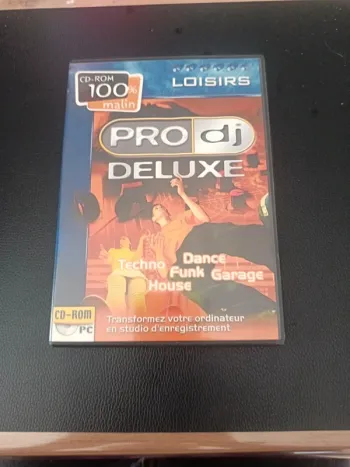 CD-ROM
100%
malin
LOISIRS
PRO dj
DELUXE
Techno
Dance
Funk
Garage
House
CD-ROM
PC
Transformez votre ordinateur
en studio d'enregistrement